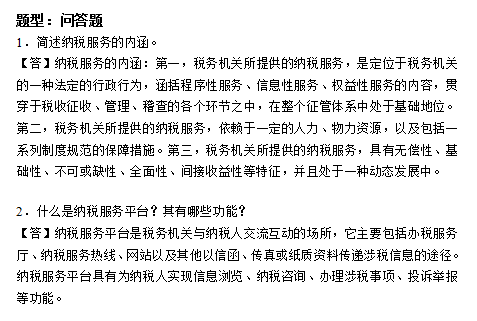 题型：问答题
1．简述纳税服务的内涵。
【答】纳税服务的内函：第一，税务机关所提供的纳税服务，是定位于税务机关
的一种法定的行政行为，函括程序性服务、信息性服务、权益性服务的内容，贯
穿于税收征收、管理、稽查的各个环节之中，在整个征管体系中处于基础地位。
第二，税务机关所提供的纳税服务，依赖于一定的人力、物力资源，以及包括一
系列制度规范的保障措施。第三，税务机关所提供的纳税服务，具有无偿性、基
础性、不可或缺性、全面性、间接收益性等特征，并且处于一种动态发展中。
2．什么是纳税服务平台？其有哪些功能？
【答】纳税服务平台是税务机关与纳税人交流互动的场所，它主要包括办税服务
厅、纳税服务热线、网站以及其他以信函、传真或纸质资料传递涉税信息的途径。
纳税服务平台具有为纳税人实现信息浏览、纳税咨询、办理涉税事项、投诉举报
等功能。